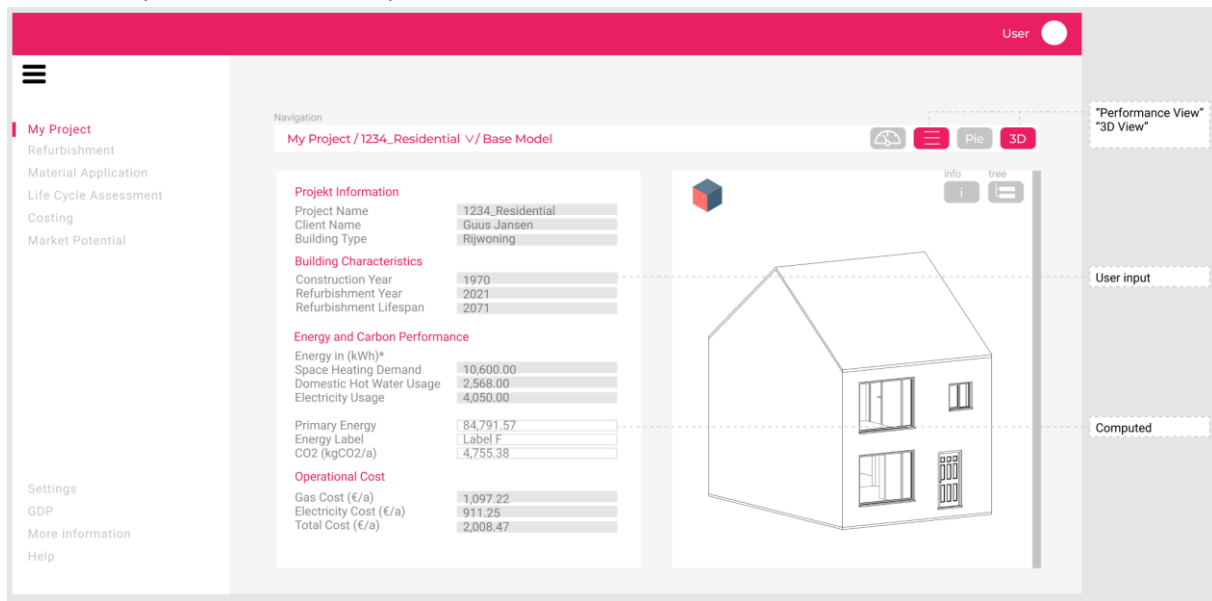 User
My Project
Refurbishment
Material Application
Life Cycle Assessment
Costing
Market Potential
Settings
GDP
More information
Help
Navigation
My Project / 1234_Residential ∨/ Base Model
Pie
3D
Projekt Information
Project Name 1234_Residential
Client Name Guus Jansen
Building Type Rijwoning
Building Characteristics
Construction Year 1970
Refurbishment Year 2021
Refurbishment Lifespan 2071
Energy and Carbon Performance
Energy in (kWh)*
Space Heating Demand 10,600.00
Domestic Hot Water Usage 2,568.00
Electricity Usage 4,050.00
Primary Energy 84,791.57
Energy Label Label F
CO2 (kgCO2/a) 4,755.38
Operational Cost
Gas Cost (€/a) 1,097.22
Electricity Cost (€/a) 911.25
Total Cost (€/a) 2,008.47
info tree
i
"Performance View"
"3D View"
User input
Computed